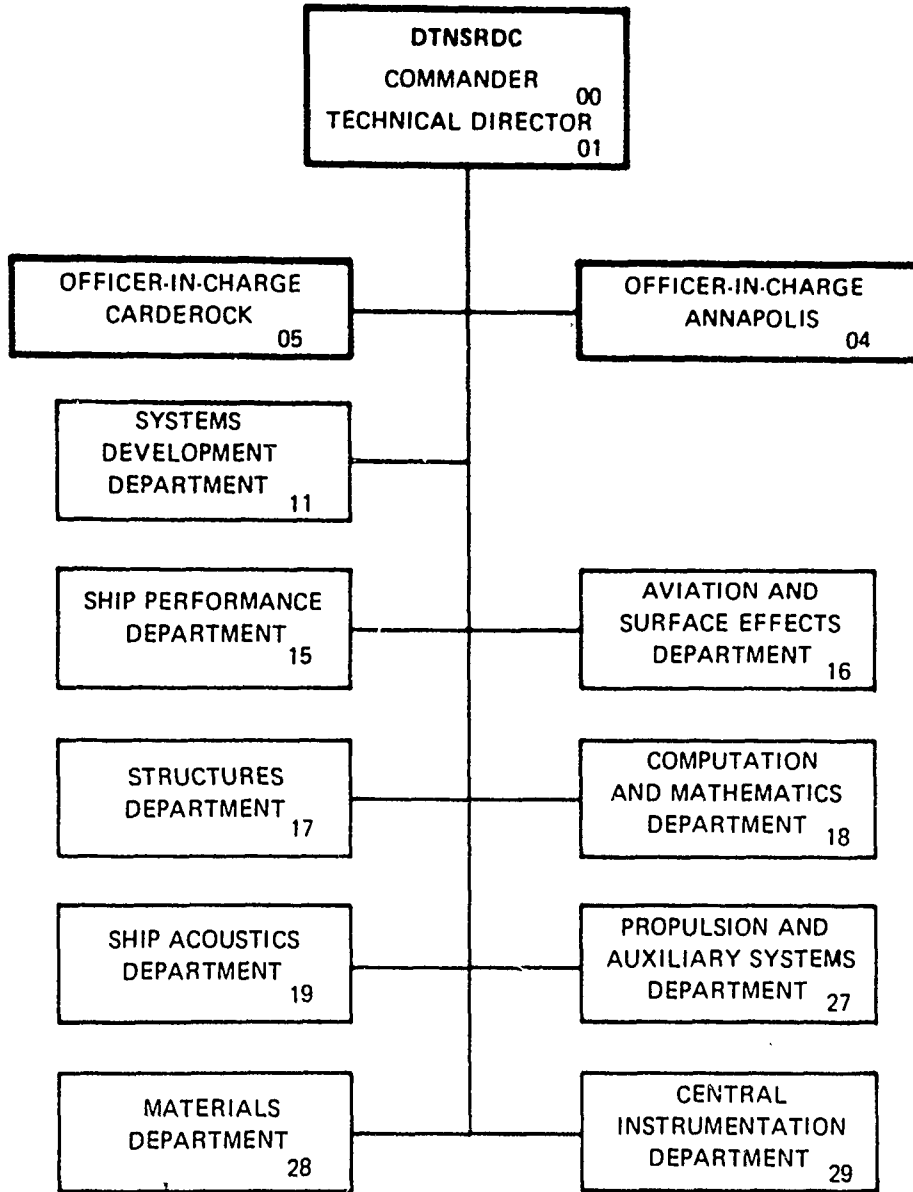 DTNSRDC
COMMANDER
00
TECHNICAL DIRECTOR
01
OFFICER-IN-CHARGE
CARDEROCK
05
OFFICER-IN-CHARGE
ANNAPOLIS
04
SYSTEMS
DEVELOPMENT
DEPARTMENT
11
SHIP PERFORMANCE
DEPARTMENT
15
AVIATION AND
SURFACE EFFECTS
DEPARTMENT
16
STRUCTURES
DEPARTMENT
17
COMPUTATION
AND MATHEMATICS
DEPARTMENT
18
SHIP ACOUSTICS
DEPARTMENT
19
PROPULSION AND
AUXILIARY SYSTEMS
DEPARTMENT
27
MATERIALS
DEPARTMENT
28
CENTRAL
INSTRUMENTATION
DEPARTMENT
29